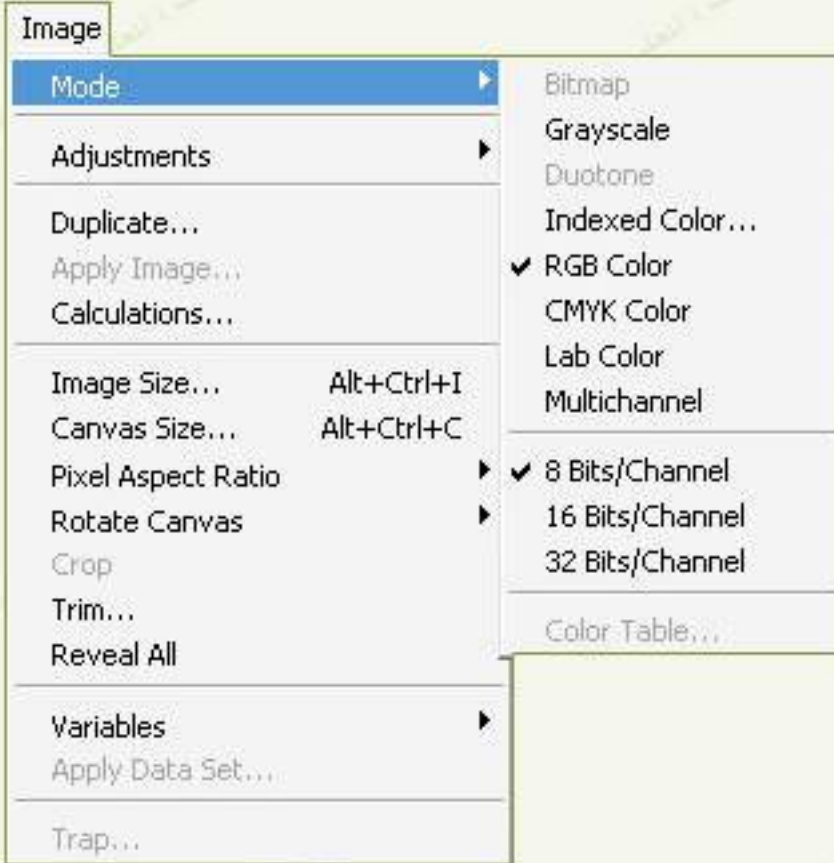 Image
Mode
Adjustments
Duplicate...
Apply Image...
Calculations...
Image Size... Alt+Ctrl+I
Canvas Size... Alt+Ctrl+C
Pixel Aspect Ratio
Rotate Canvas
Crop
Trim...
Reveal All
Variables
Apply Data Set...
Trap...
Bitmap
Grayscale
Duotone
Indexed Color...
RGB Color
CMYK Color
Lab Color
Multichannel
8 Bits/Channel
16 Bits/Channel
32 Bits/Channel
Color Table...